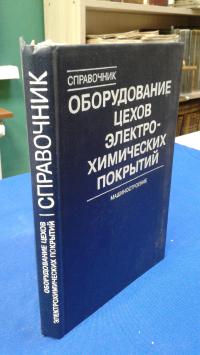 СПРАВОЧНИК
ОБОРУДОВАНИЕ
ЦЕХОВ
ЭЛЕКТРО-
ХИМИЧЕСКИХ
ПОКРЫТИЙ
МАШИНОСТРОЕНИЕ
ОБОРУДОВАНИЕ ЦЕХОВ
ЭЛЕКТРОХИМИЧЕСКИХ ПОКРЫТИЙ
СПРАВОЧНИК